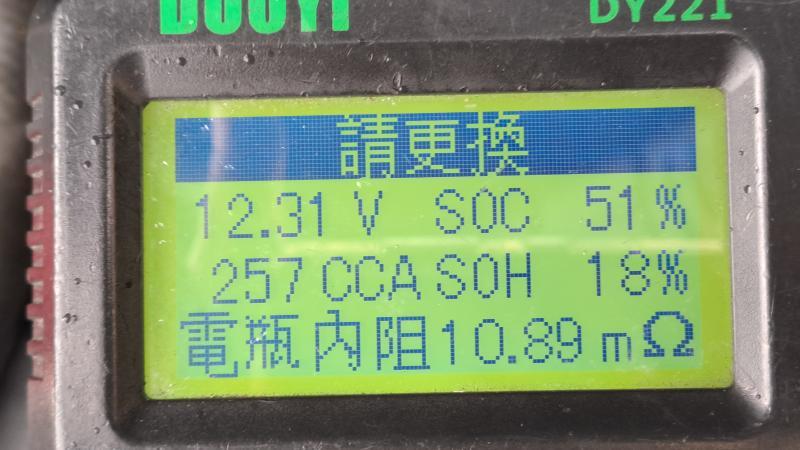 DUOYI DY221
請更換
12.31 V SOC 51%
257 CCA SOH 18%
電瓶內阻10.89 mΩ